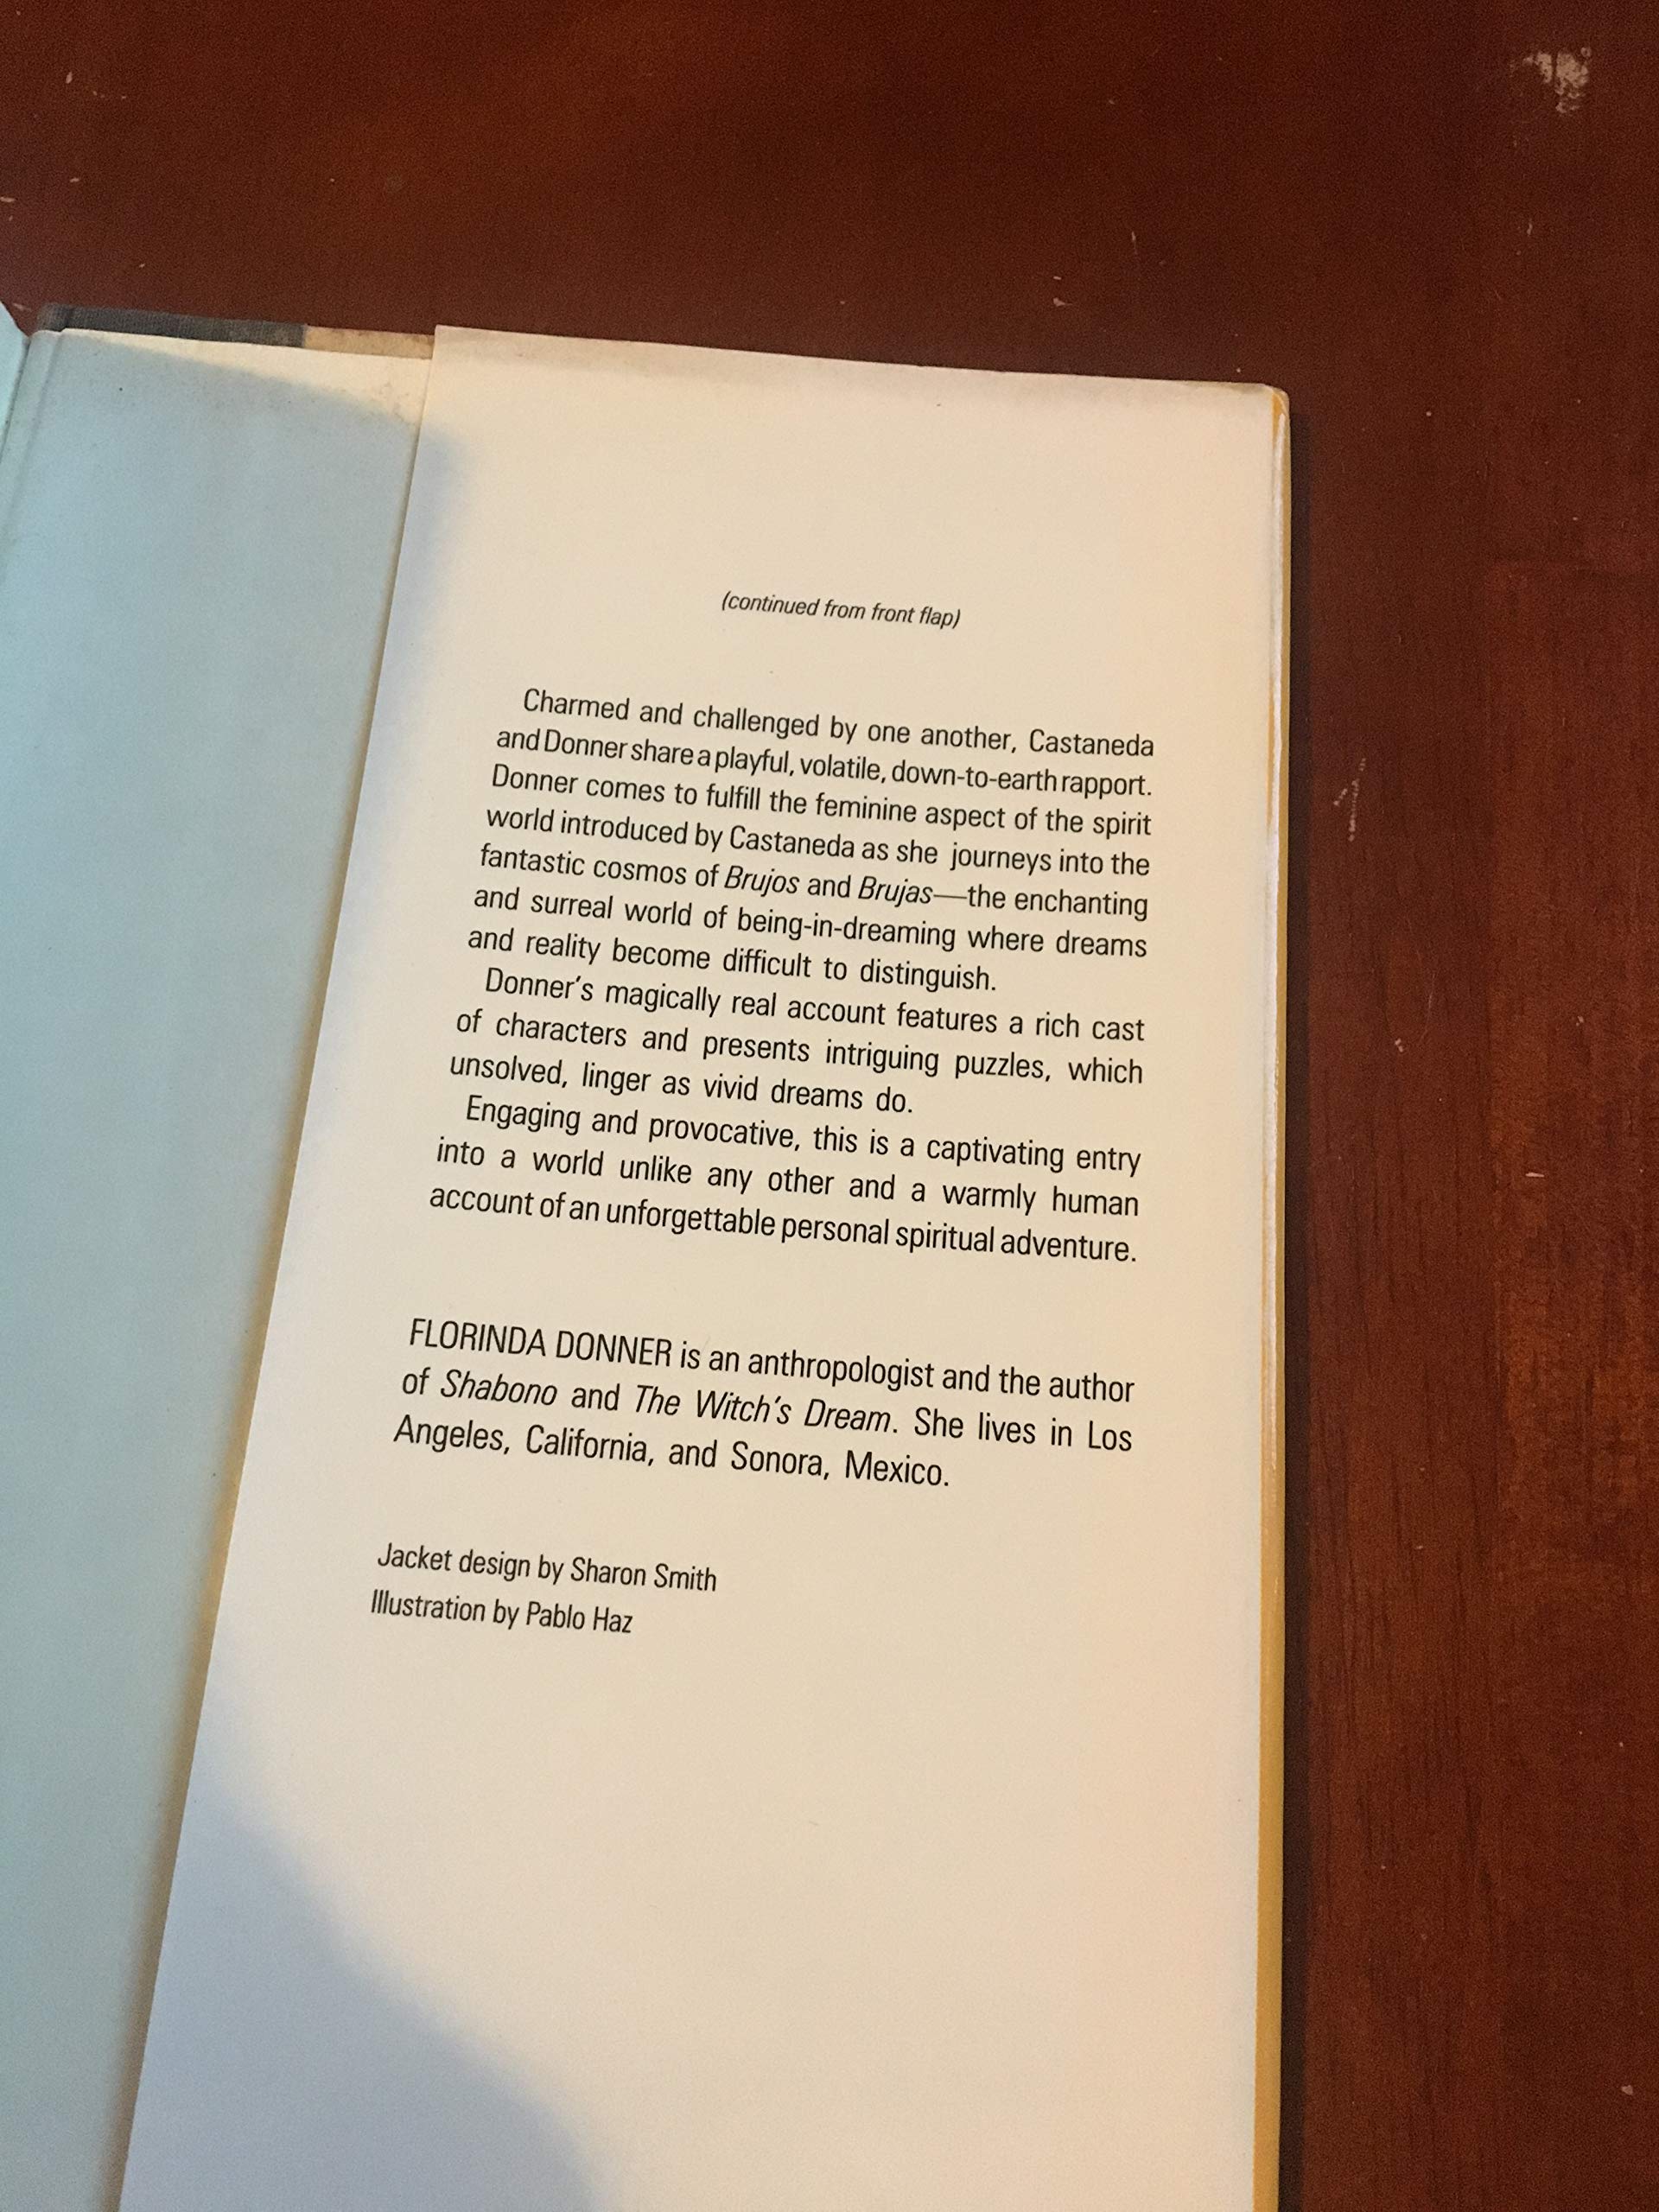 (continued from front flap)
Charmed and challenged by one another, Castaneda
and Donner share a playful, volatile, down-to-earth rapport.
Donner comes to fulfill the feminine aspect of the spirit
world introduced by Castaneda as she journeys into the
fantastic cosmos of Brujos and Brujas—the enchanting
and surreal world of being-in-dreaming where dreams
and reality become difficult to distinguish.
Donner's magically real account features a rich cast
of characters and presents intriguing puzzles, which
unsolved, linger as vivid dreams do.
Engaging and provocative, this is a captivating entry
into a world unlike any other and a warmly human
account of an unforgettable personal spiritual adventure.
FLORINDA DONNER is an anthropologist and the author
of Shabono and The Witch's Dream. She lives in Los
Angeles, California, and Sonora, Mexico.
Jacket design by Sharon Smith
Illustration by Pablo Haz